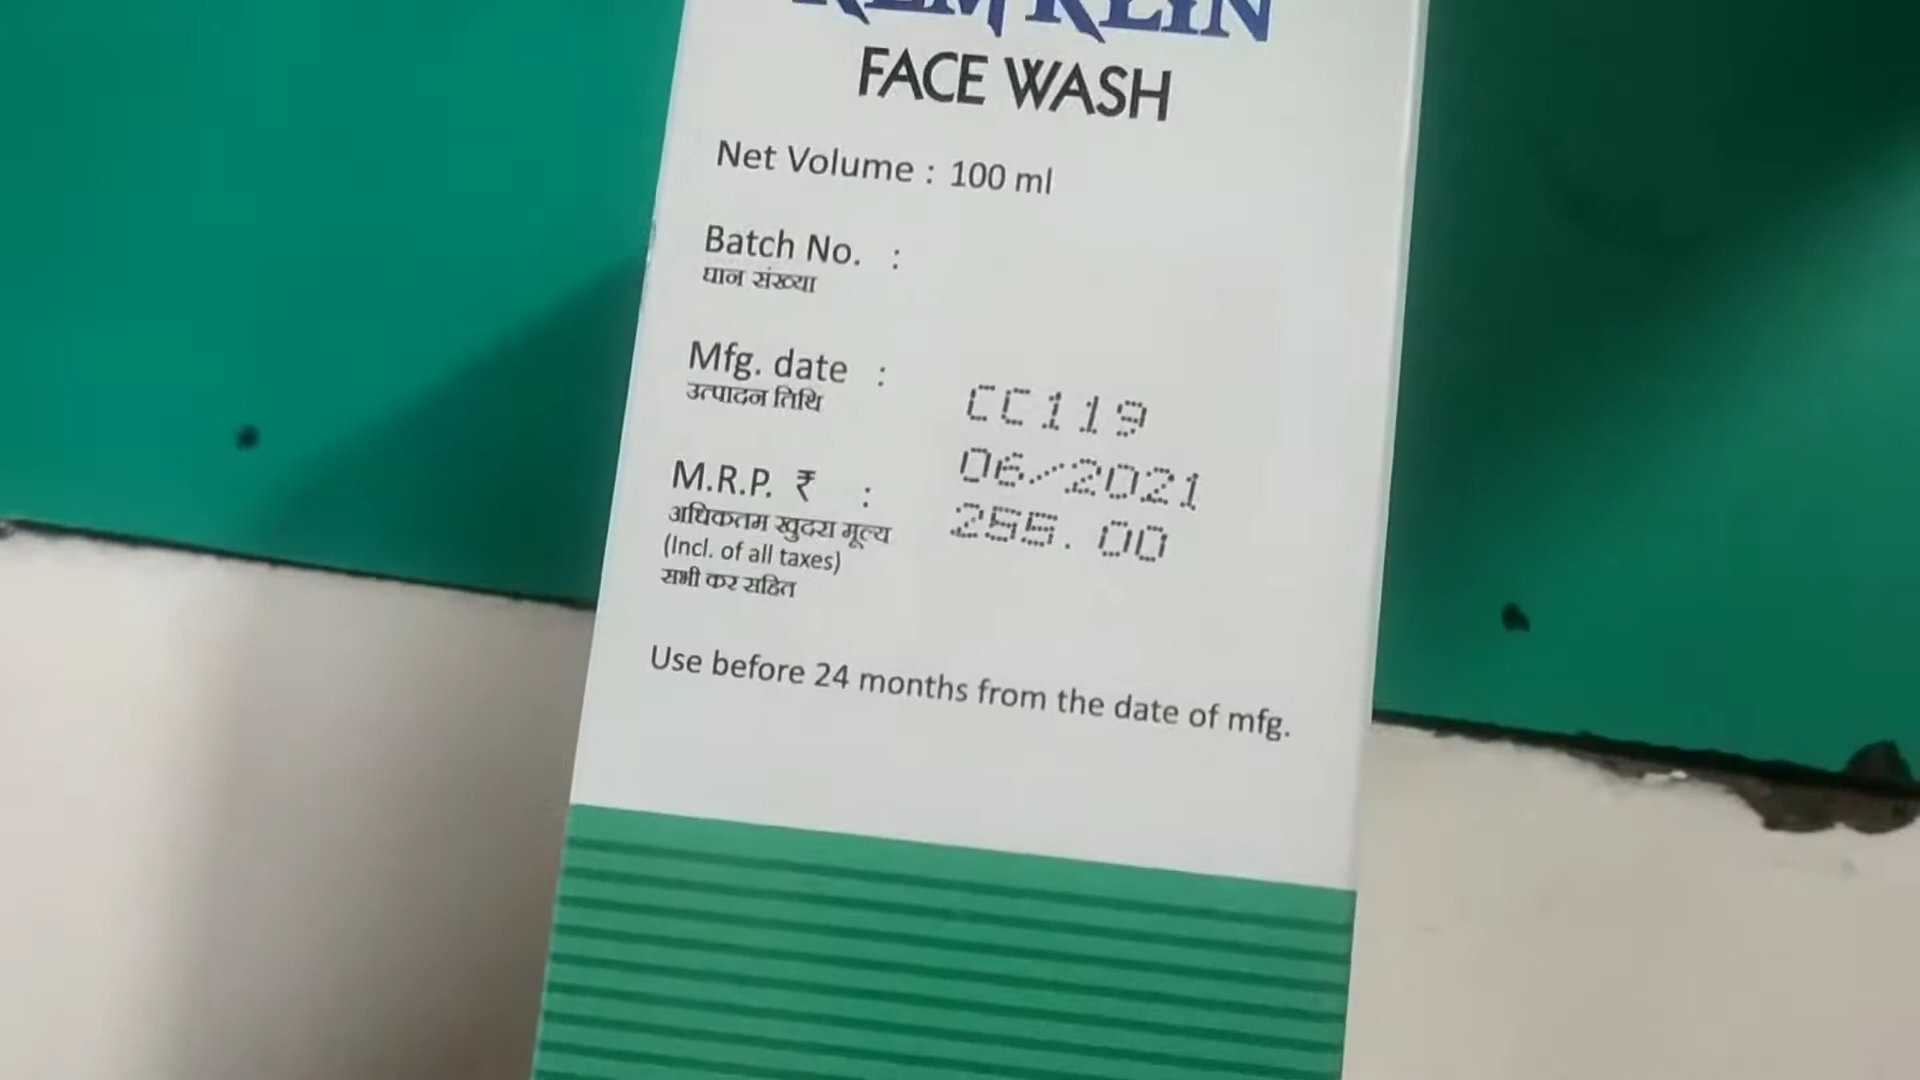 FACE WASH
Net Volume : 100 ml
Batch No. :
घान संख्या
Mfg. date :
उत्पादन तिथि
CC119
06/2021
M.R.P. ₹ :
255.00
अधिकतम खुदरा मूल्य
(Incl. of all taxes)
सभी कर सहित
Use before 24 months from the date of mfg.